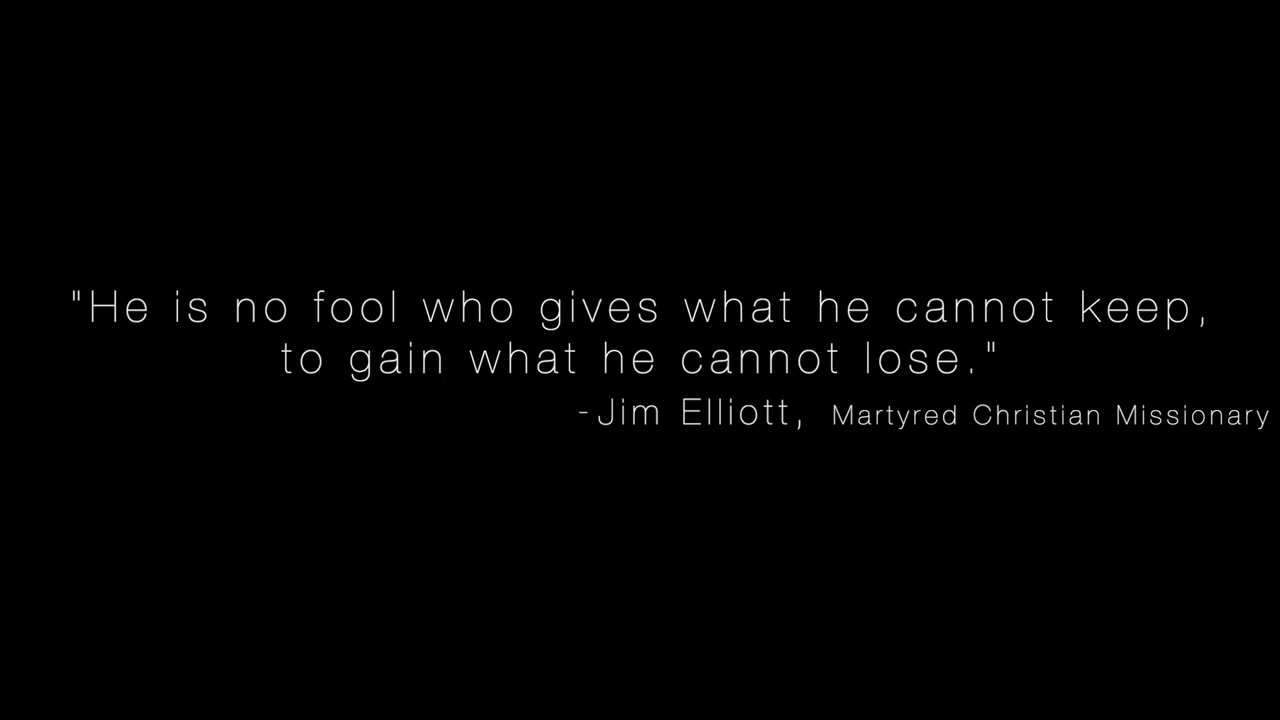 "He is no fool who gives what he cannot keep,
to gain what he cannot lose."
-Jim Elliott, Martyred Christian Missionary